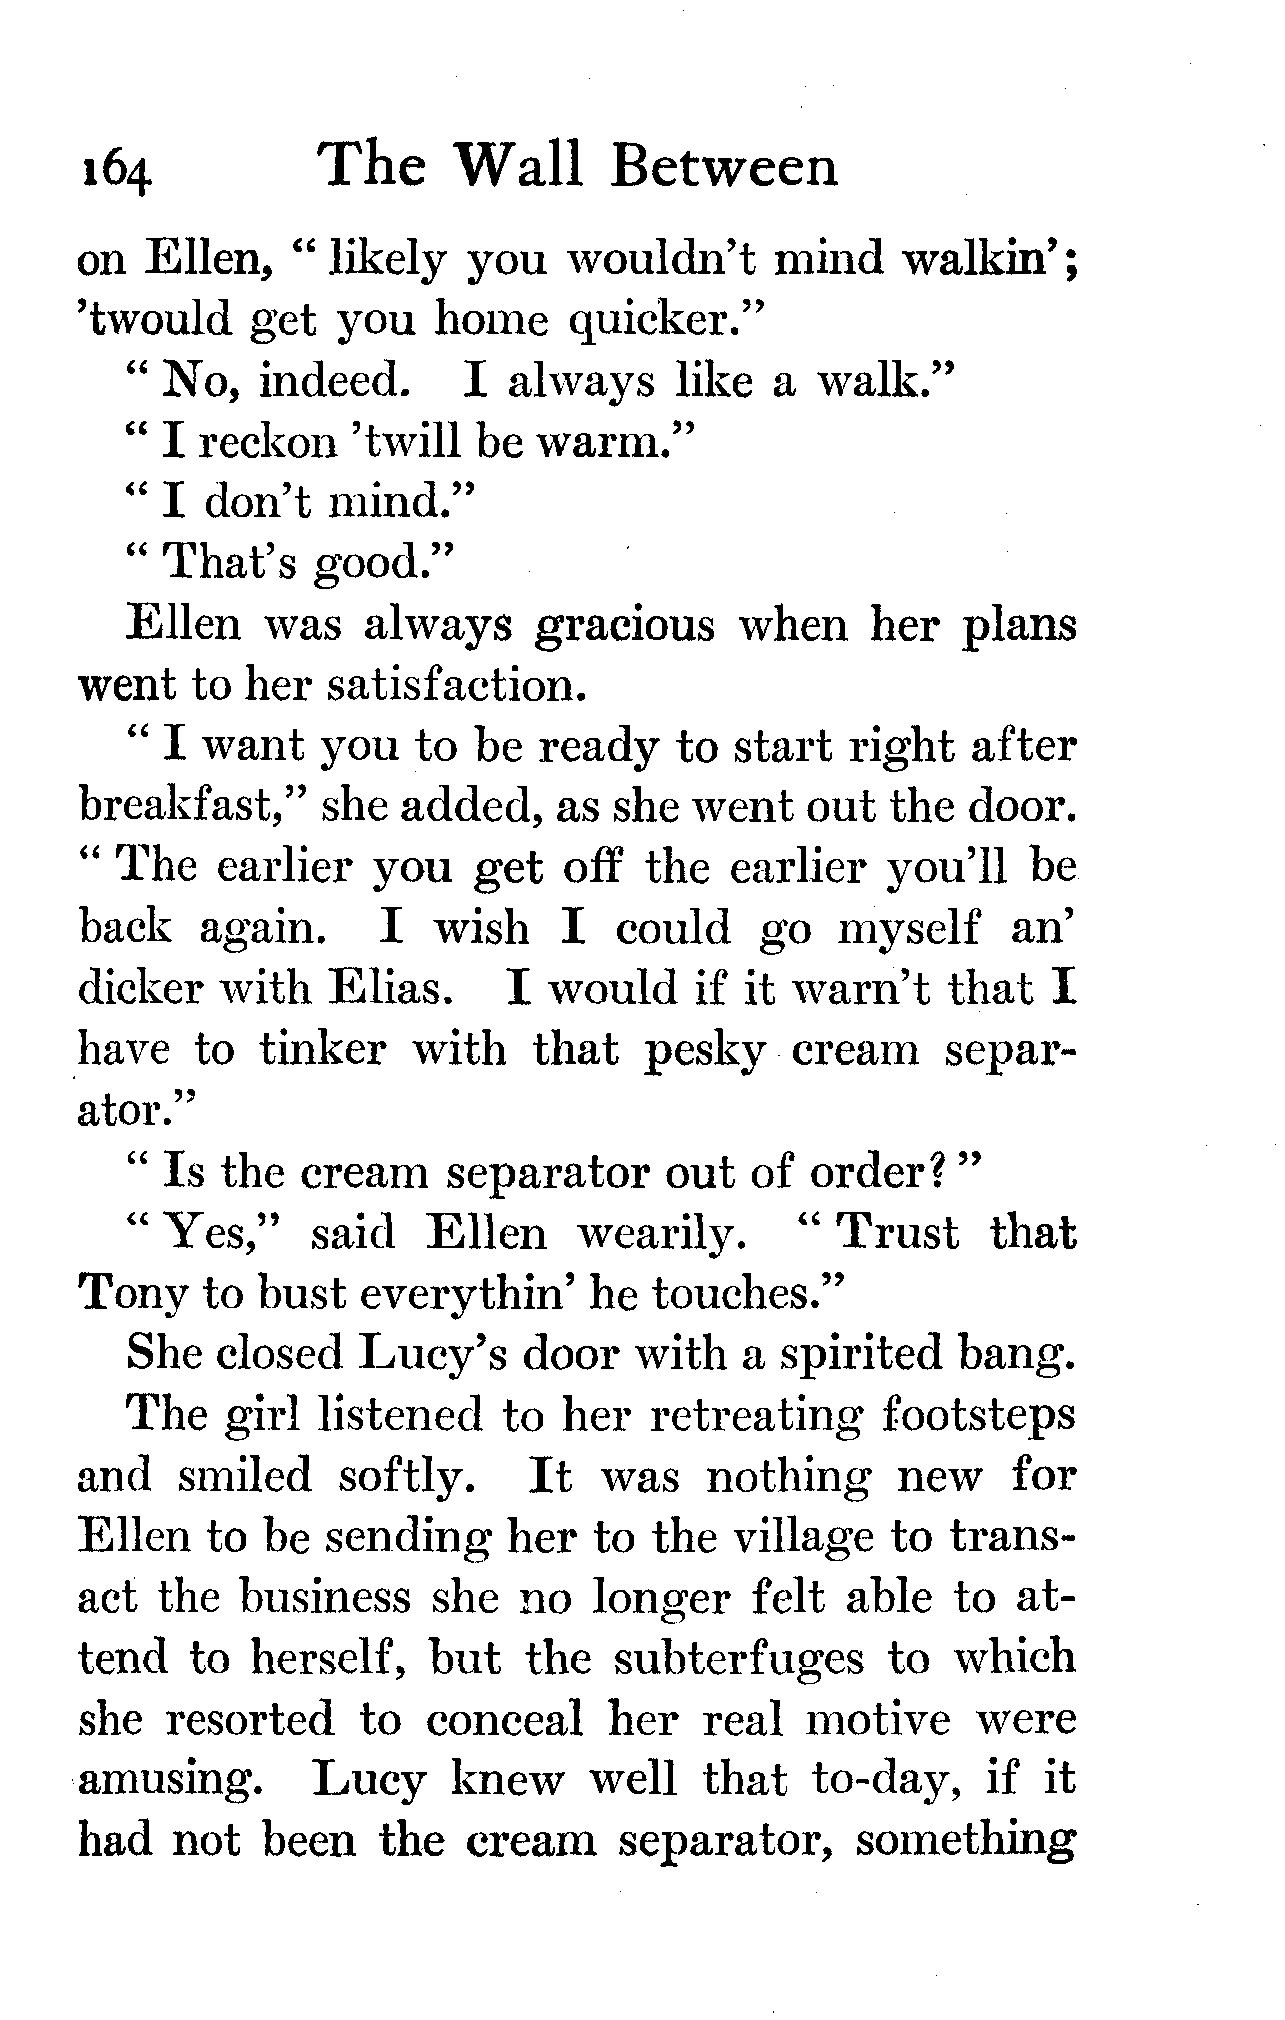 164 The Wall Between
on Ellen, “ likely you wouldn’t mind walkin’;
’twould get you home quicker.”
“ No, indeed. I always like a walk.”
“ I reckon ’twill be warm.”
“ I don’t mind.”
“ That’s good.”
Ellen was always gracious when her plans
went to her satisfaction.
“ I want you to be ready to start right after
breakfast,” she added, as she went out the door.
“ The earlier you get off the earlier you’ll be
back again. I wish I could go myself an’
dicker with Elias. I would if it warn’t that I
have to tinker with that pesky cream separ-
ator.”
“ Is the cream separator out of order? ”
“ Yes,” said Ellen wearily. “ Trust that
Tony to bust everythin’ he touches.”
She closed Lucy’s door with a spirited bang.
The girl listened to her retreating footsteps
and smiled softly. It was nothing new for
Ellen to be sending her to the village to trans-
act the business she no longer felt able to at-
tend to herself, but the subterfuges to which
she resorted to conceal her real motive were
amusing. Lucy knew well that to-day, if it
had not been the cream separator, something